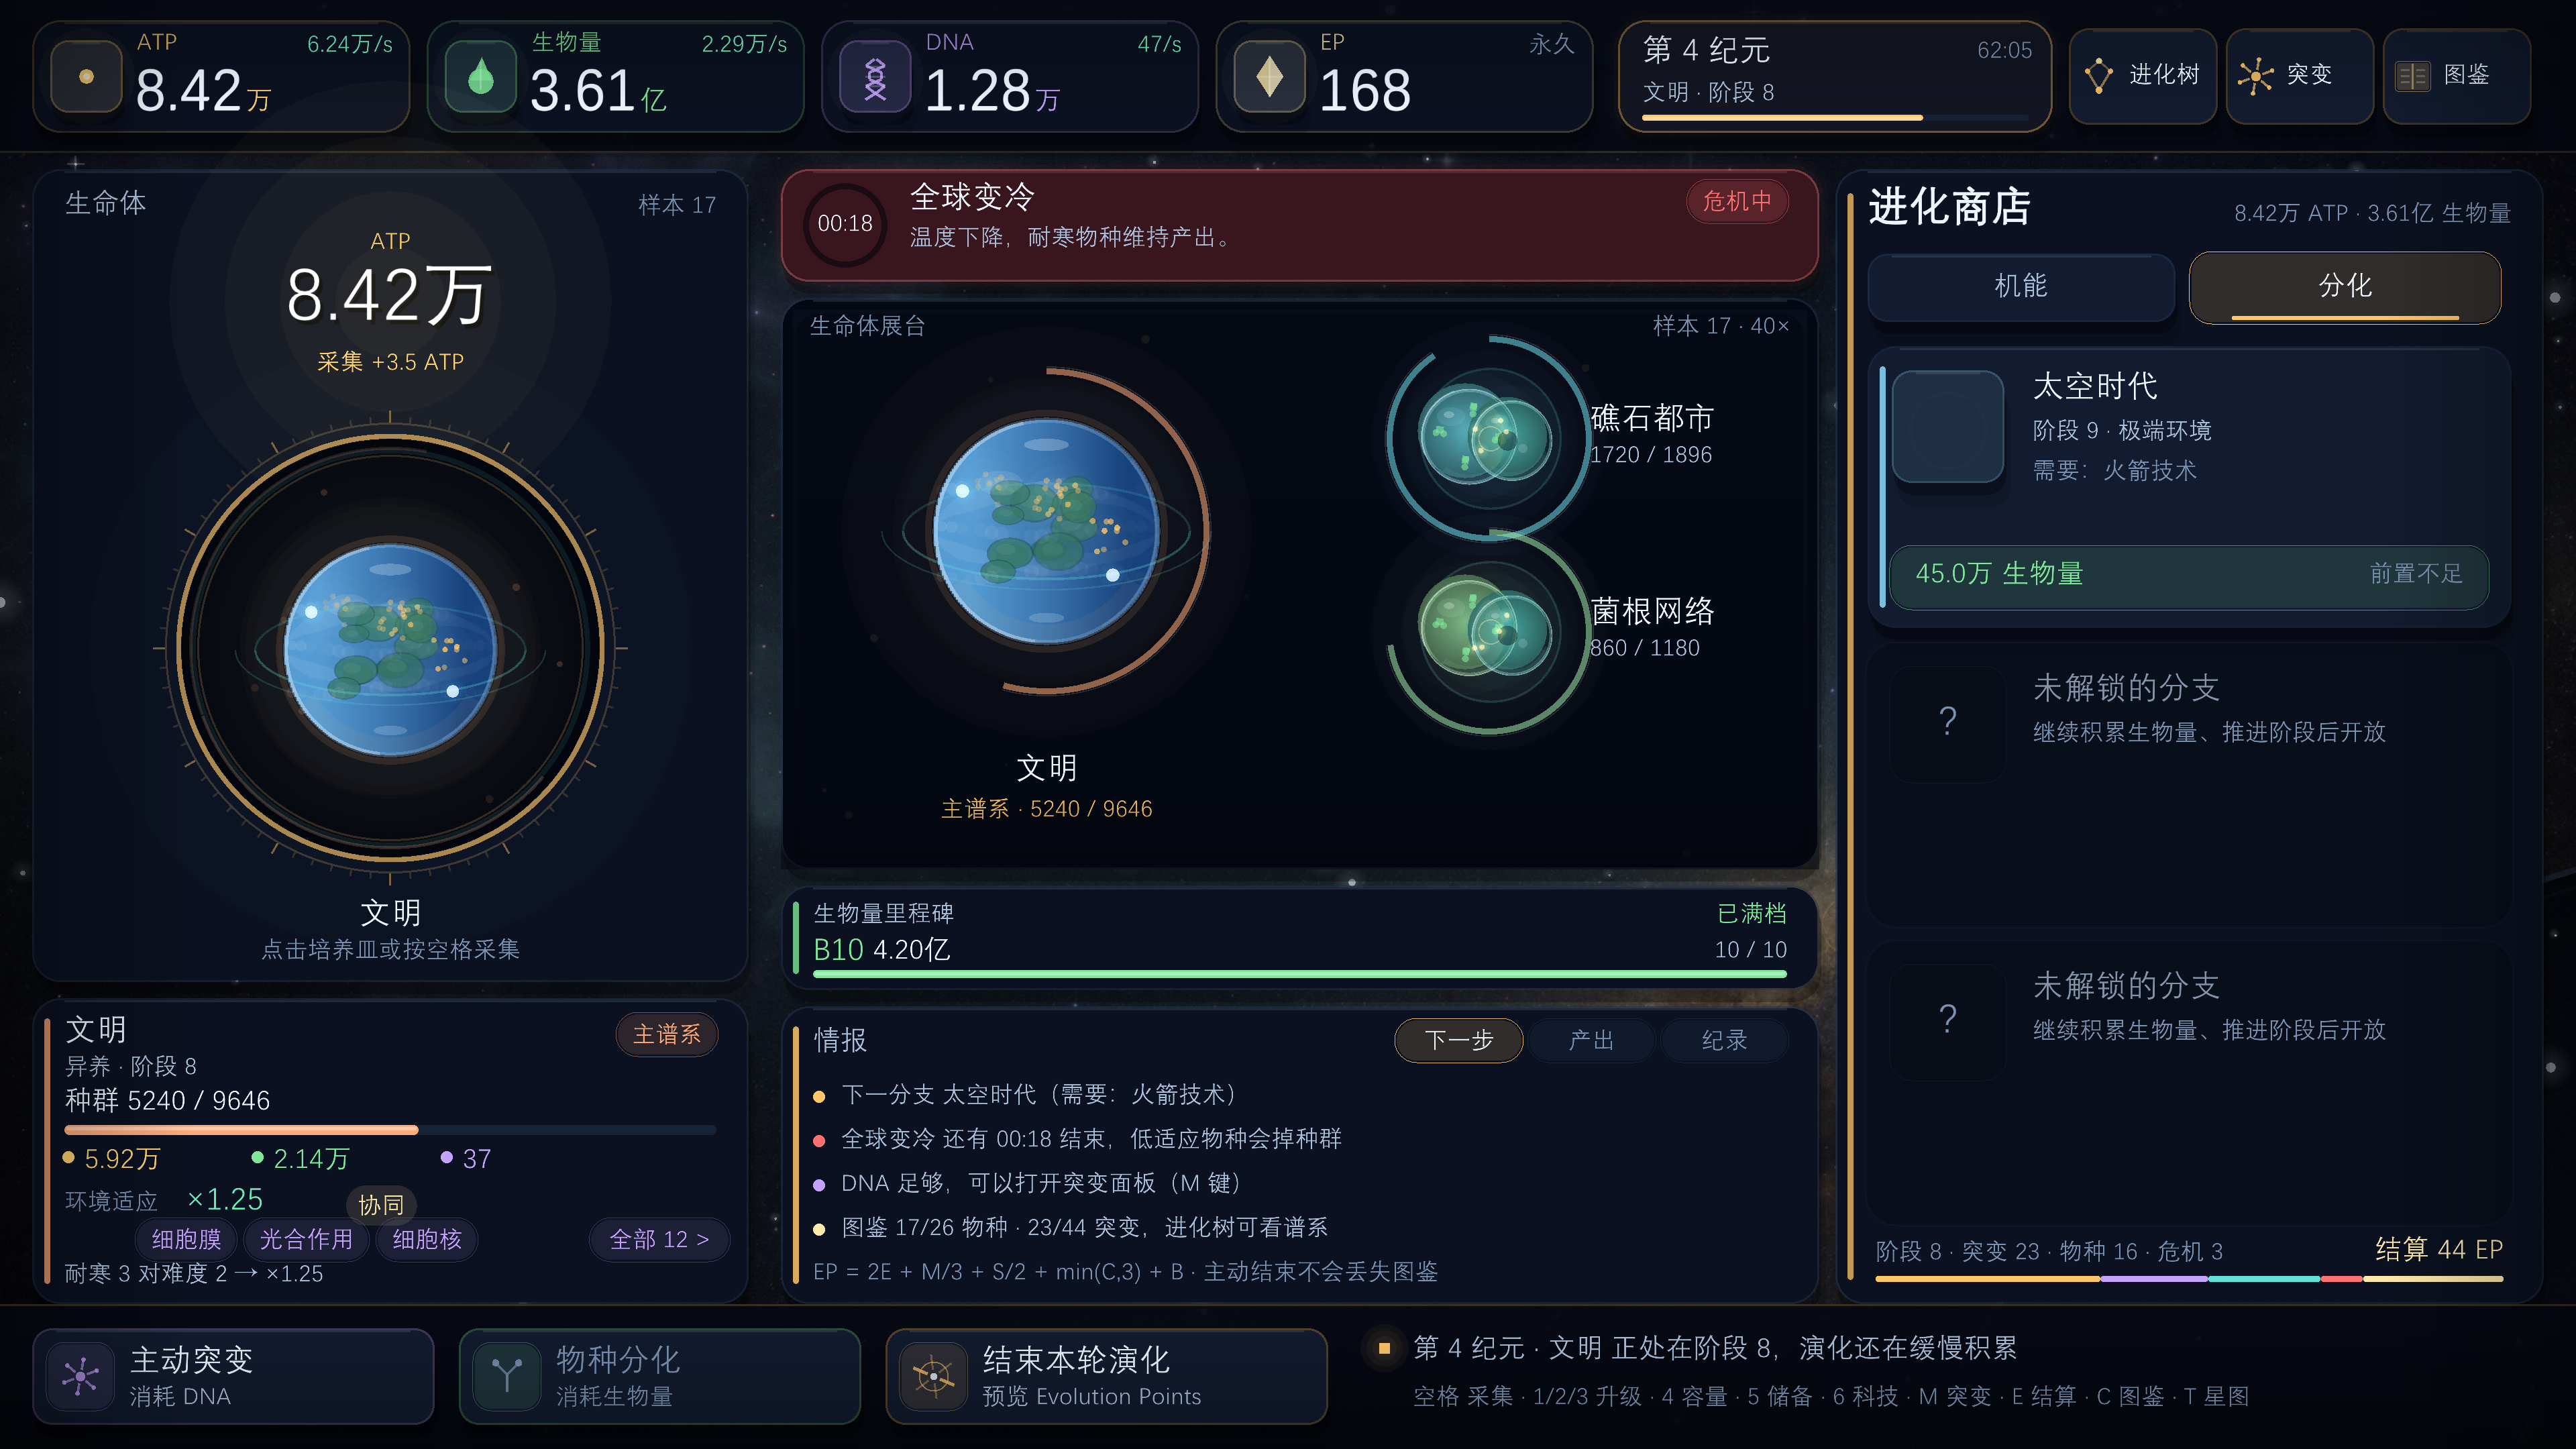 ATP 6.24万/s
8.42万
生物量 2.29万/s
3.61亿
DNA 47/s
1.28万
EP 永久
168
第 4 纪元 62:05
文明 · 阶段 8
进化树
突变
图鉴
生命体 样本 17
ATP
8.42万
采集 +3.5 ATP
文明
点击培养皿或按空格采集
文明 主谱系
异养 · 阶段 8
种群 5240 / 9646
5.92万 2.14万 37
环境适应 ×1.25 协同
细胞膜 光合作用 细胞核 全部 12 >
耐寒 3 对难度 2 → ×1.25
00:18
全球变冷 危机中
温度下降，耐寒物种维持产出。
生命体展台 样本 17 · 40×
礁石都市
1720 / 1896
菌根网络
860 / 1180
文明
主谱系 · 5240 / 9646
生物量里程碑 已满档
B10 4.20亿 10 / 10
情报 下一步 产出 纪录
下一分支 太空时代（需要：火箭技术）
全球变冷 还有 00:18 结束，低适应物种会掉种群
DNA 足够，可以打开突变面板（M 键）
图鉴 17/26 物种 · 23/44 突变，进化树可看谱系
EP = 2E + M/3 + S/2 + min(C,3) + B · 主动结束不会丢失图鉴
进化商店 8.42万 ATP · 3.61亿 生物量
机能 分化
太空时代
阶段 9 · 极端环境
需要：火箭技术
45.0万 生物量 前置不足
?
未解锁的分支
继续积累生物量、推进阶段后开放
?
未解锁的分支
继续积累生物量、推进阶段后开放
阶段 8 · 突变 23 · 物种 16 · 危机 3 结算 44 EP
主动突变
消耗 DNA
物种分化
消耗生物量
结束本轮演化
预览 Evolution Points
第 4 纪元 · 文明 正处在阶段 8，演化还在缓慢积累
空格 采集 · 1/2/3 升级 · 4 容量 · 5 储备 · 6 科技 · M 突变 · E 结算 · C 图鉴 · T 星图